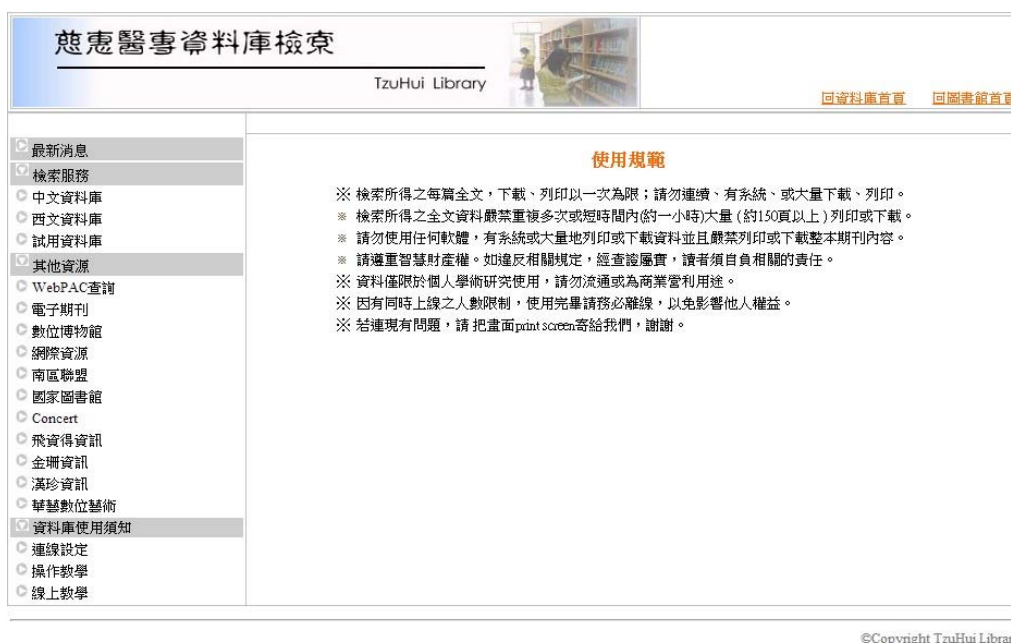 慈惠醫專資料庫檢索
TzuHui Library
回資料庫首頁 回圖書館首頁
最新消息
檢索服務
中文資料庫
西文資料庫
試用資料庫
其他資源
WebPAC查詢
電子期刊
數位博物館
網際資源
南區聯盟
國家圖書館
Concert
飛資得資訊
金珊資訊
漢珍資訊
華藝數位藝術
資料庫使用須知
連線設定
操作教學
線上教學
使用規範
※ 檢索所得之每篇全文,下載、列印以一次為限;請勿連續、有系統、或大量下載、列印。
※ 檢索所得之全文資料嚴禁重複多次或短時間內(約一小時)大量 ( 約150頁以上 ) 列印或下載。
※ 請勿使用任何軟體,有系統或大量地列印或下載資料並且嚴禁列印或下載整本期刊內容。
※ 請遵重智慧財產權。如違反相關規定,經查證屬實,讀者須自負相關的責任。
※ 資料僅限於個人學術研究使用,請勿流通或為商業營利用途。
※ 因有同時上線之人數限制,使用完畢請務必離線,以免影響他人權益。
※ 若連現有問題,請 把畫面print screen寄給我們,謝謝。
©Copyright TzuHui Librar